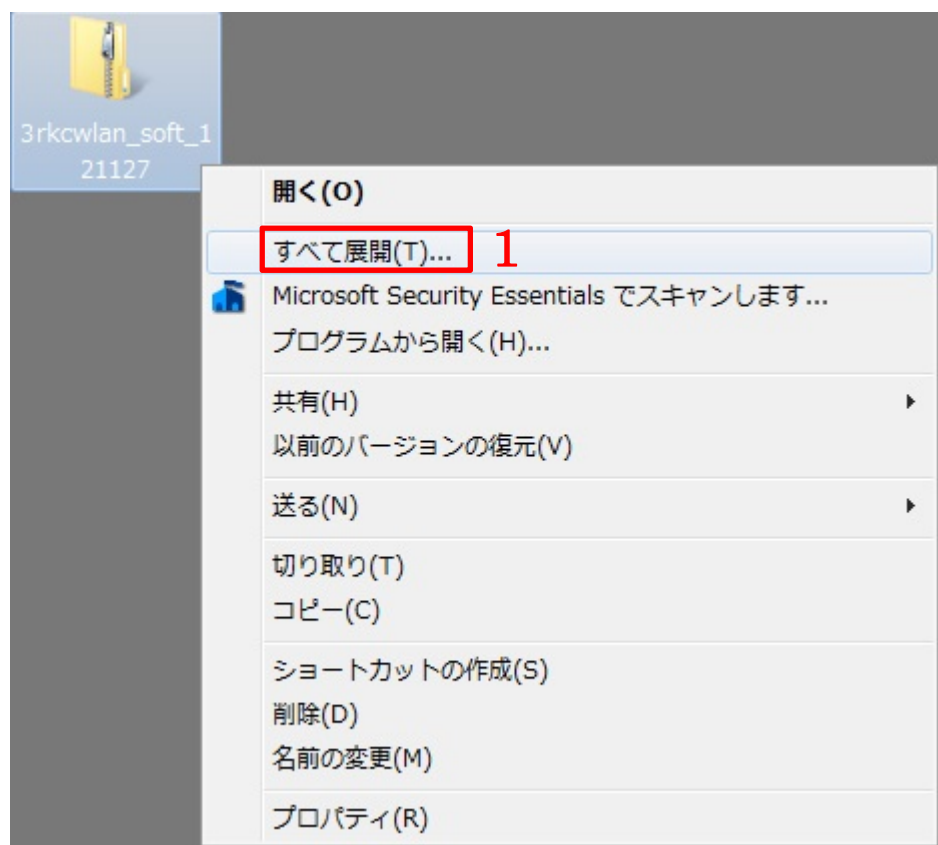 3rkcwlan_soft_1
21127
開く(O)
すべて展開(T)...
1
Microsoft Security Essentials でスキャンします...
プログラムから開く(H)...
共有(H)
以前のバージョンの復元(V)
送る(N)
切り取り(T)
コピー(C)
ショートカットの作成(S)
削除(D)
名前の変更(M)
プロパティ(R)